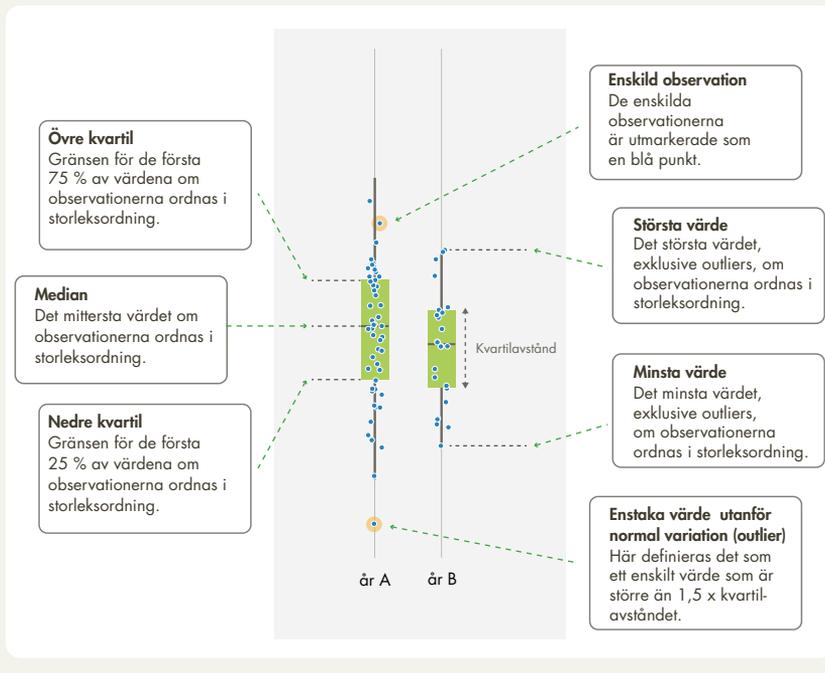 Övre kvartil
Gränsen för de första
75 % av värdena om
observationerna ordnas i
storleksordning.
Median
Det mittersta värdet om
observationerna ordnas i
storleksordning.
Nedre kvartil
Gränsen för de första
25 % av värdena om
observationerna ordnas i
storleksordning.
Kvartilavstånd
år A
år B
Enskild observation
De enskilda
observationerna
är utmarkerade som
en blå punkt.
Största värde
Det största värdet,
exklusive outliers, om
observationerna ordnas i
storleksordning.
Minsta värde
Det minsta värdet,
exklusive outliers,
om observationerna
ordnas i storleksordning.
Enstaka värde utanför
normal variation (outlier)
Här definieras det som
ett enskilt värde som är
större än 1,5 x kvartil-
avståndet.